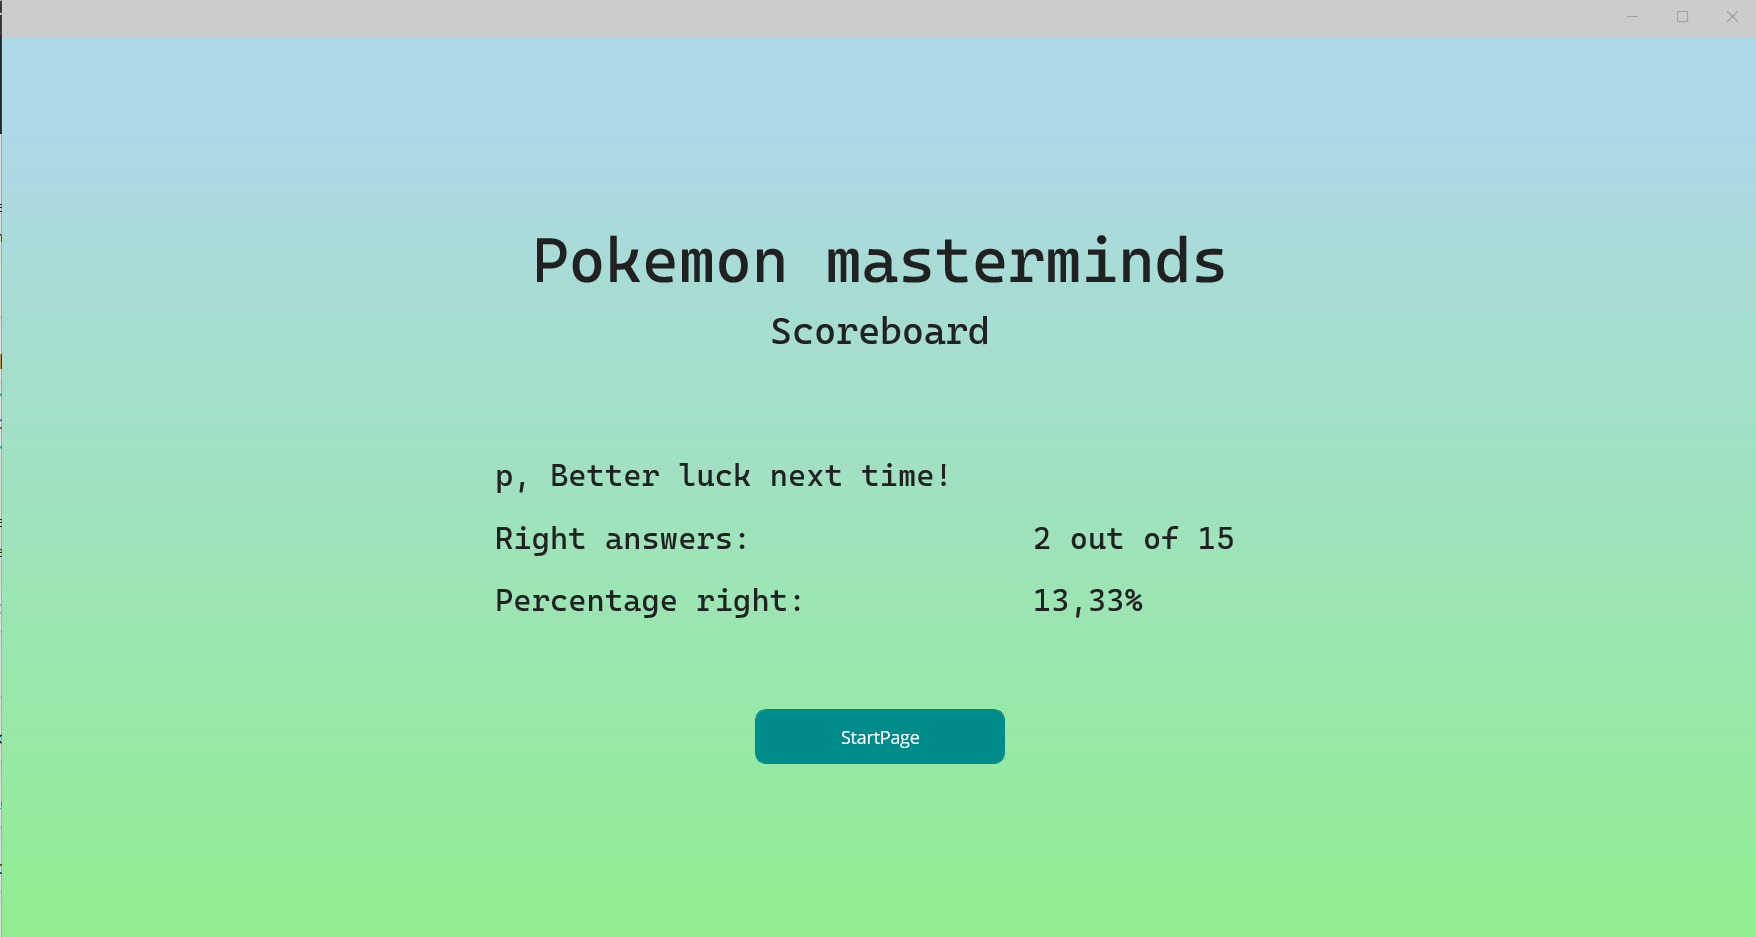 Pokemon masterminds
Scoreboard
p, Better luck next time!
Right answers: 2 out of 15
Percentage right: 13,33%
StartPage